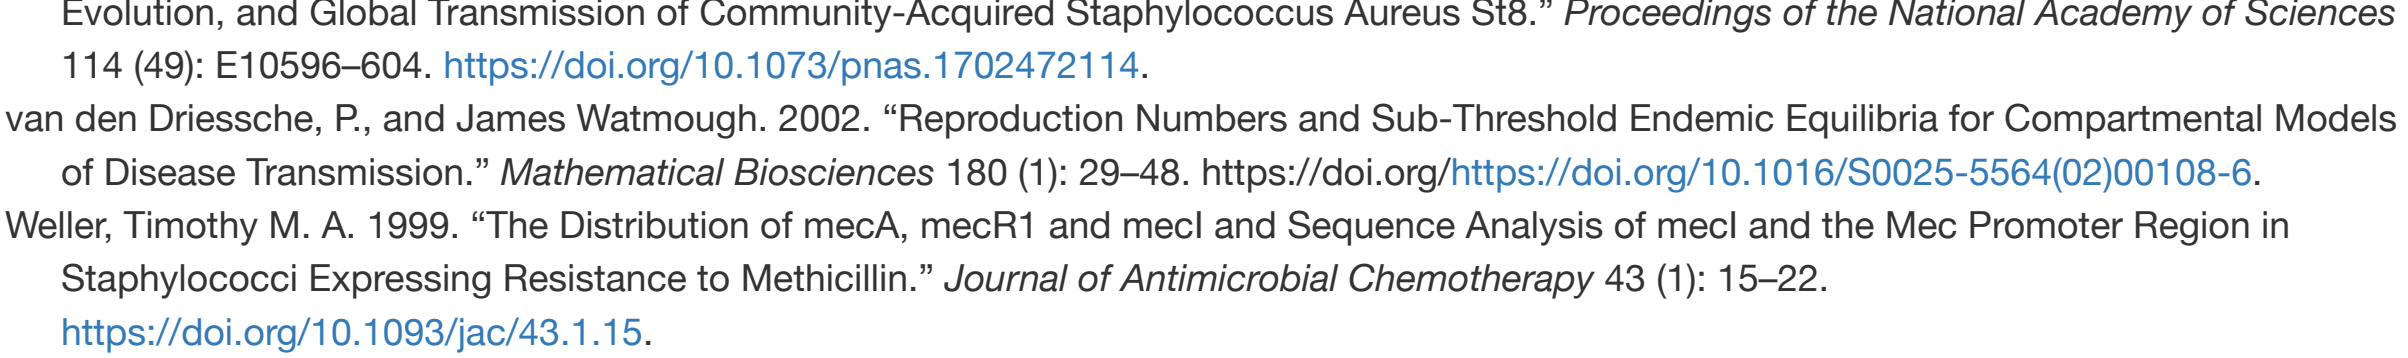 Evolution, and Global Transmission of Community-Acquired Staphylococcus Aureus St8.” Proceedings of the National Academy of Sciences
114 (49): E10596–604. https://doi.org/10.1073/pnas.1702472114.
van den Driessche, P., and James Watmough. 2002. “Reproduction Numbers and Sub-Threshold Endemic Equilibria for Compartmental Models
of Disease Transmission.” Mathematical Biosciences 180 (1): 29–48. https://doi.org/https://doi.org/10.1016/S0025-5564(02)00108-6.
Weller, Timothy M. A. 1999. “The Distribution of mecA, mecR1 and mecI and Sequence Analysis of mecI and the Mec Promoter Region in
Staphylococci Expressing Resistance to Methicillin.” Journal of Antimicrobial Chemotherapy 43 (1): 15–22.
https://doi.org/10.1093/jac/43.1.15.